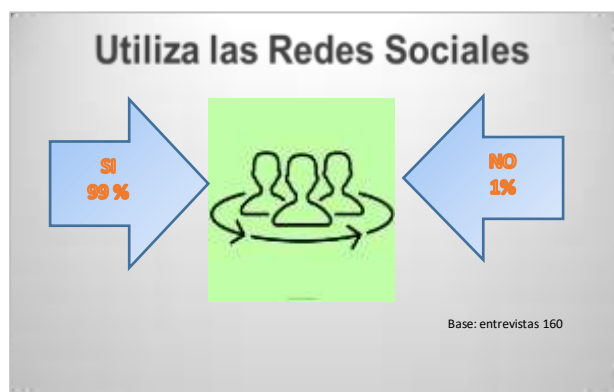 Utiliza las Redes Sociales
SI
99 %
NO
1%
Base: entrevistas 160